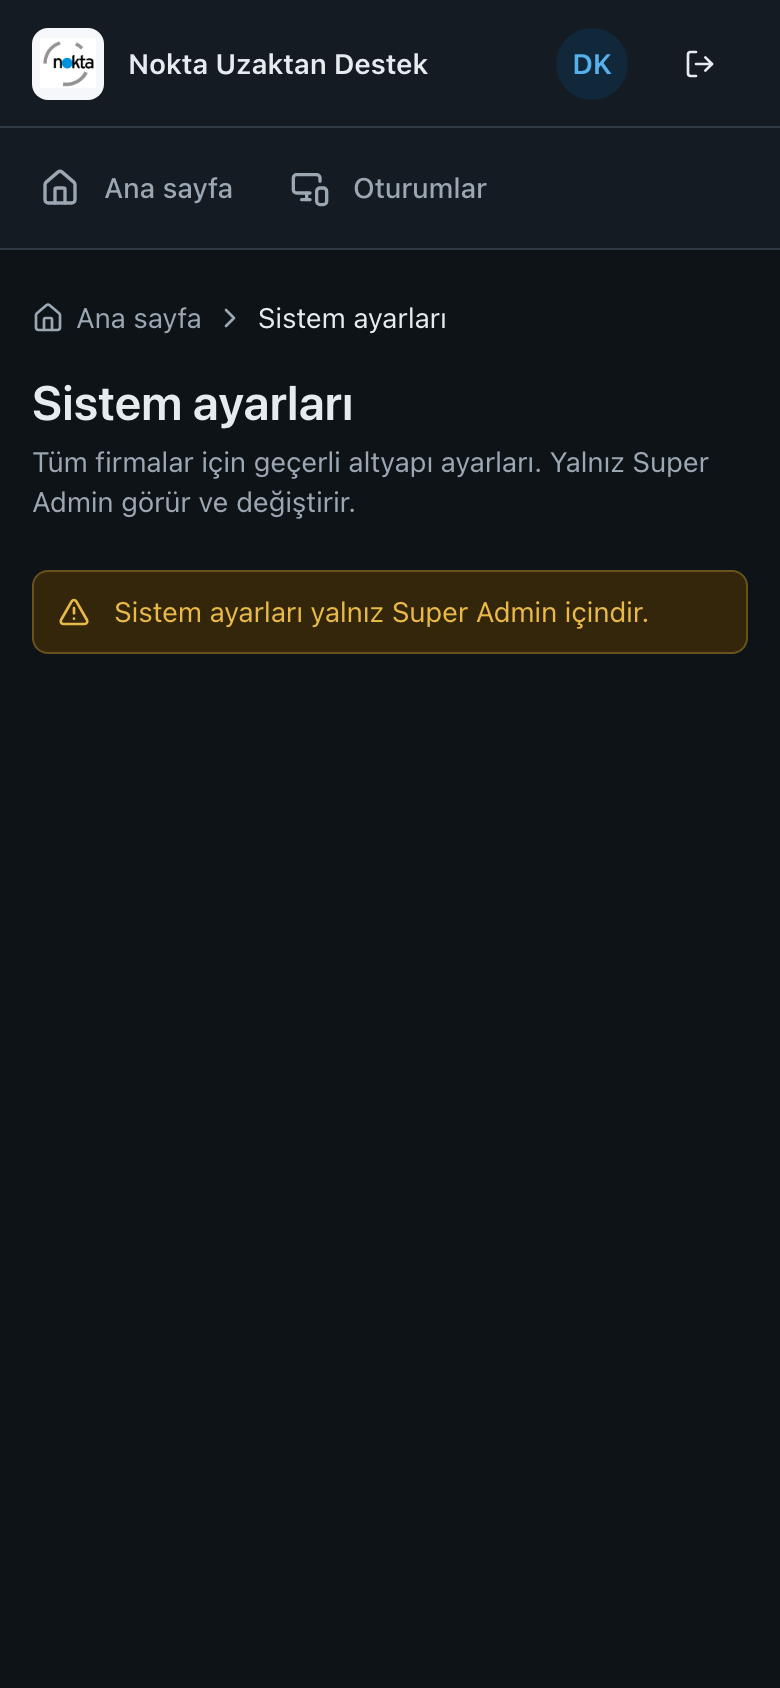 nokta
Nokta Uzaktan Destek
DK
Ana sayfa
Oturumlar
Ana sayfa
Sistem ayarları
Sistem ayarları
Tüm firmalar için geçerli altyapı ayarları. Yalnız Super
Admin görür ve değiştirir.
Sistem ayarları yalnız Super Admin içindir.